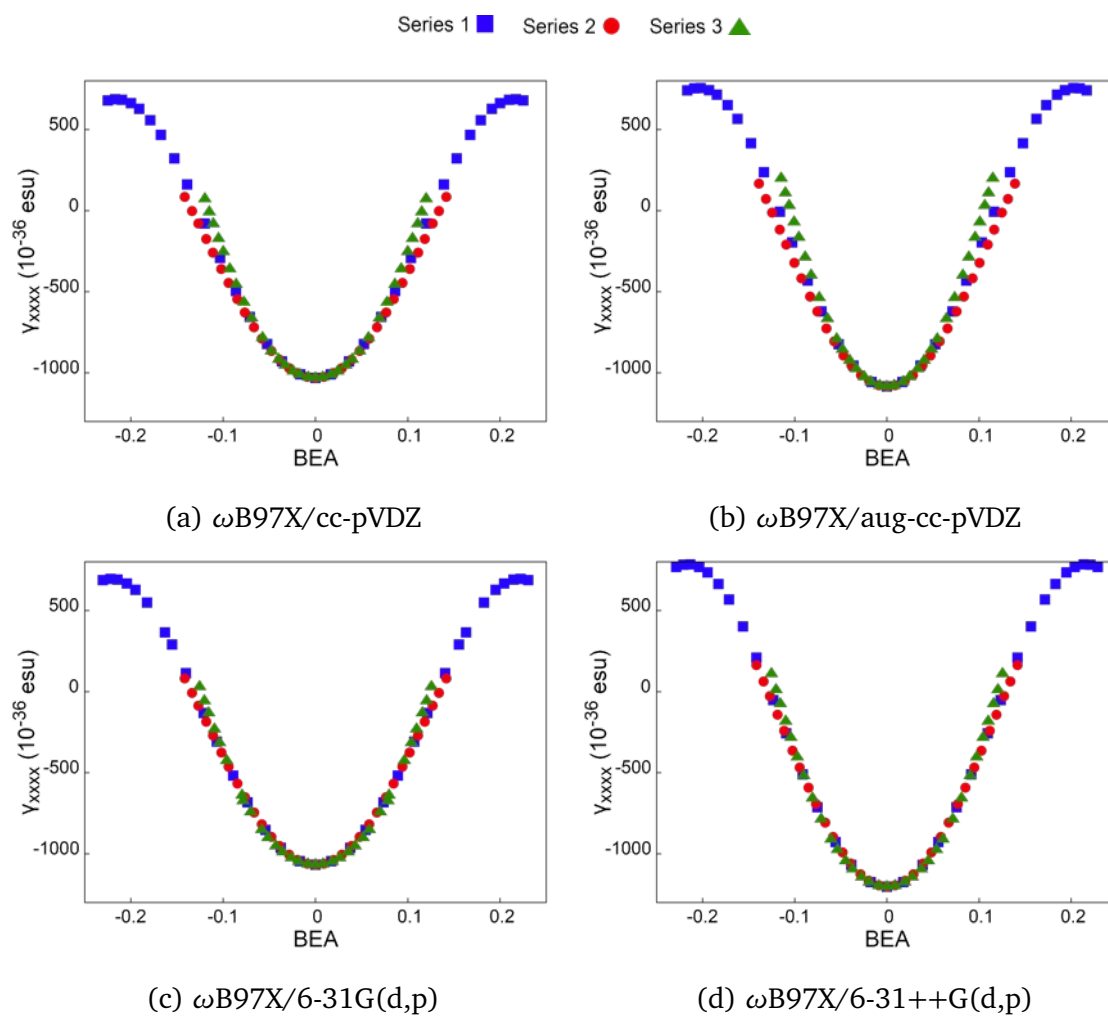 Series 1 Series 2 Series 3
γxxxx (10⁻³⁶ esu)
500
0
-500
-1000
-0.2 -0.1 0 0.1 0.2
BEA
(a) ωB97X/cc-pVDZ
γxxxx (10⁻³⁶ esu)
500
0
-500
-1000
-0.2 -0.1 0 0.1 0.2
BEA
(b) ωB97X/aug-cc-pVDZ
γxxxx (10⁻³⁶ esu)
500
0
-500
-1000
-0.2 -0.1 0 0.1 0.2
BEA
(c) ωB97X/6-31G(d,p)
γxxxx (10⁻³⁶ esu)
500
0
-500
-1000
-0.2 -0.1 0 0.1 0.2
BEA
(d) ωB97X/6-31++G(d,p)